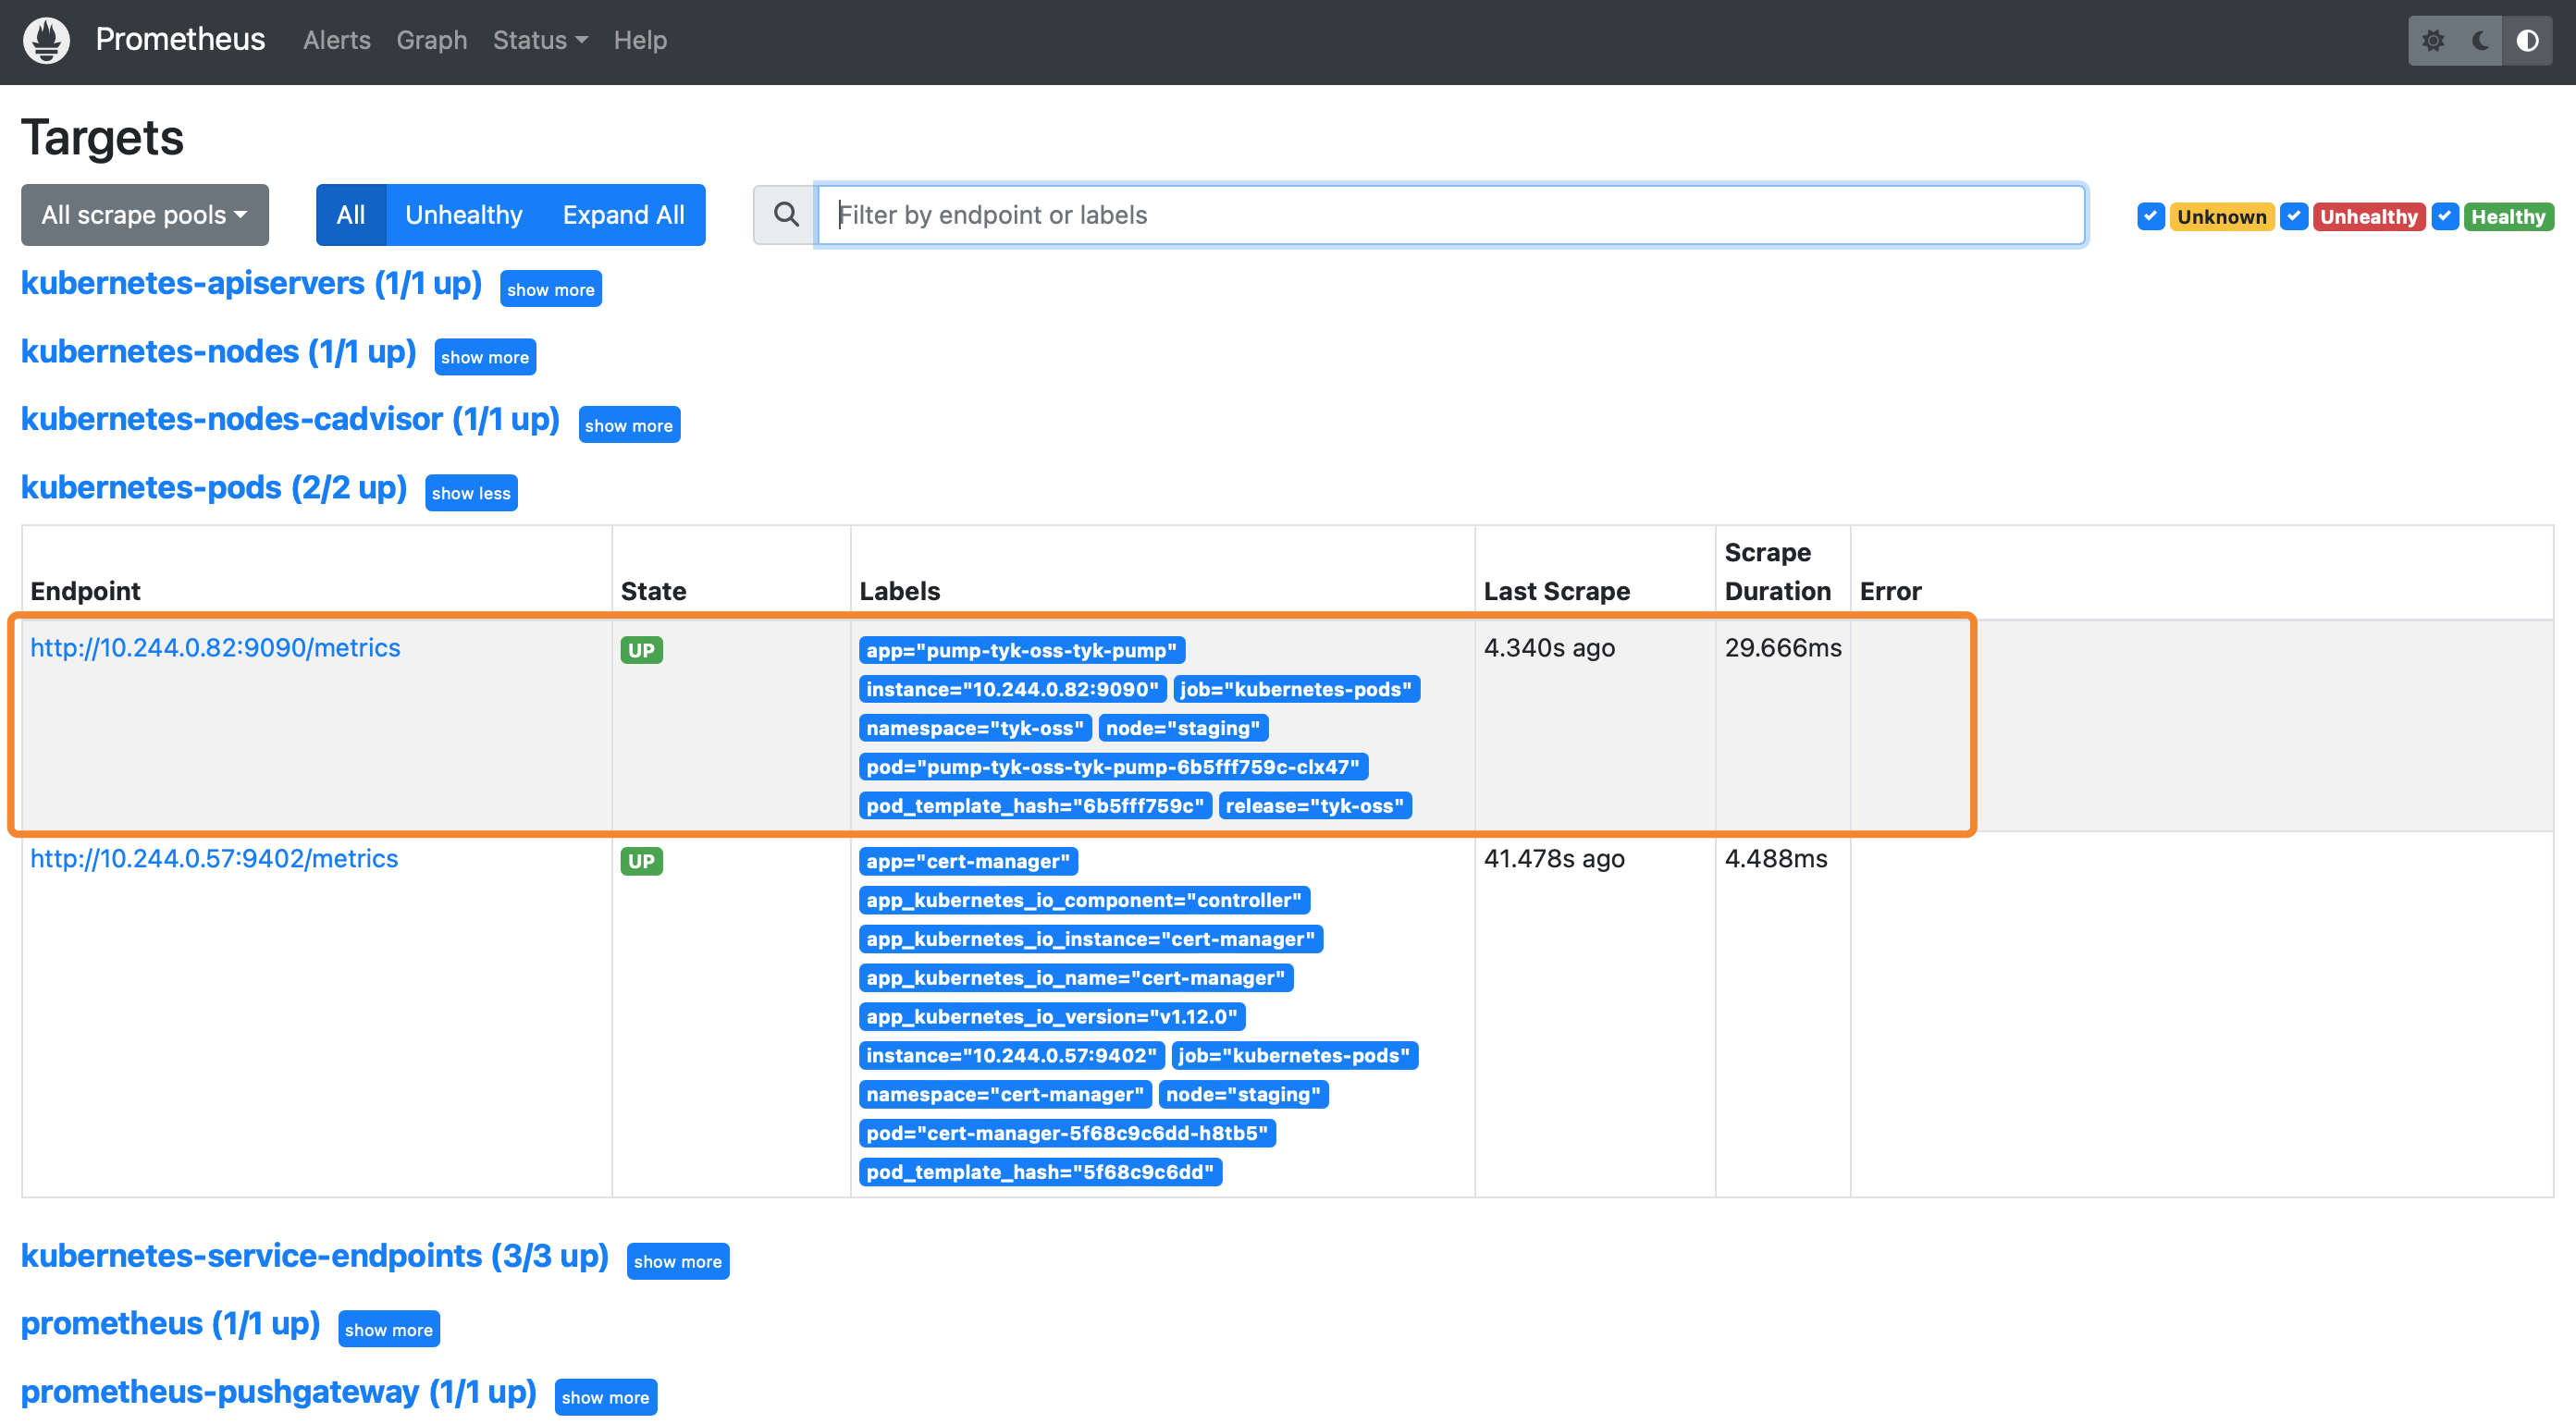 Prometheus Alerts Graph Status Help
Targets
All scrape pools All Unhealthy Expand All Filter by endpoint or labels Unknown Unhealthy Healthy
kubernetes-apiservers (1/1 up) show more
kubernetes-nodes (1/1 up) show more
kubernetes-nodes-cadvisor (1/1 up) show more
kubernetes-pods (2/2 up) show less
Endpoint State Labels Last Scrape Scrape Duration Error
http://10.244.0.82:9090/metrics UP app="pump-tyk-oss-tyk-pump" 4.340s ago 29.666ms
instance="10.244.0.82:9090" job="kubernetes-pods"
namespace="tyk-oss" node="staging"
pod="pump-tyk-oss-tyk-pump-6b5fff759c-clx47"
pod_template_hash="6b5fff759c" release="tyk-oss"
http://10.244.0.57:9402/metrics UP app="cert-manager" 41.478s ago 4.488ms
app_kubernetes_io_component="controller"
app_kubernetes_io_instance="cert-manager"
app_kubernetes_io_name="cert-manager"
app_kubernetes_io_version="v1.12.0"
instance="10.244.0.57:9402" job="kubernetes-pods"
namespace="cert-manager" node="staging"
pod="cert-manager-5f68c9c6dd-h8tb5"
pod_template_hash="5f68c9c6dd"
kubernetes-service-endpoints (3/3 up) show more
prometheus (1/1 up) show more
prometheus-pushgateway (1/1 up) show more